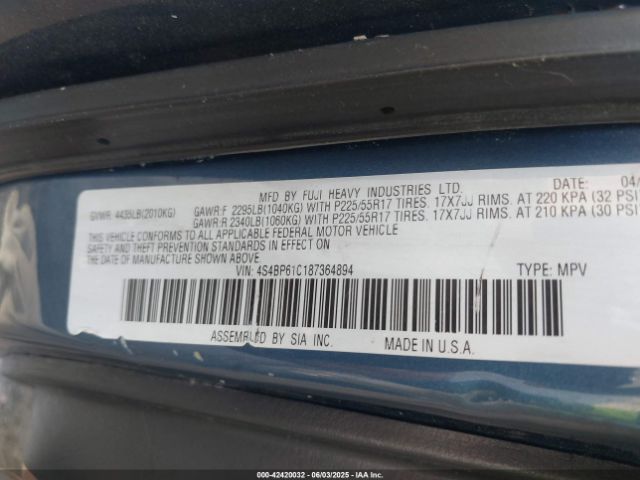 MFD. BY FUJI HEAVY INDUSTRIES LTD. 04/
GVWR: 4435LB(2010KG) GAWR:F 2295LB(1040KG) WITH P225/55R17 TIRES. 17X7JJ RIMS. AT 220 KPA (32 PSI
GAWR:R 2340LB(1060KG) WITH P225/55R17 TIRES. 17X7JJ RIMS. AT 210 KPA (30 PSI
THIS VEHICLE CONFORMS TO ALL APPLICABLE FEDERAL MOTOR VEHICLE
SAFETY AND THEFT PREVENTION STANDARDS IN EFFECT ON THE DATE OF
MANUFACTURE SHOWN ABOVE.
VIN: 4S4BP61C187364894 TYPE: MPV
ASSEMBLED BY SIA INC. MADE IN U.S.A.
000-42420032 - 06/03/2025 - IAAI.COM